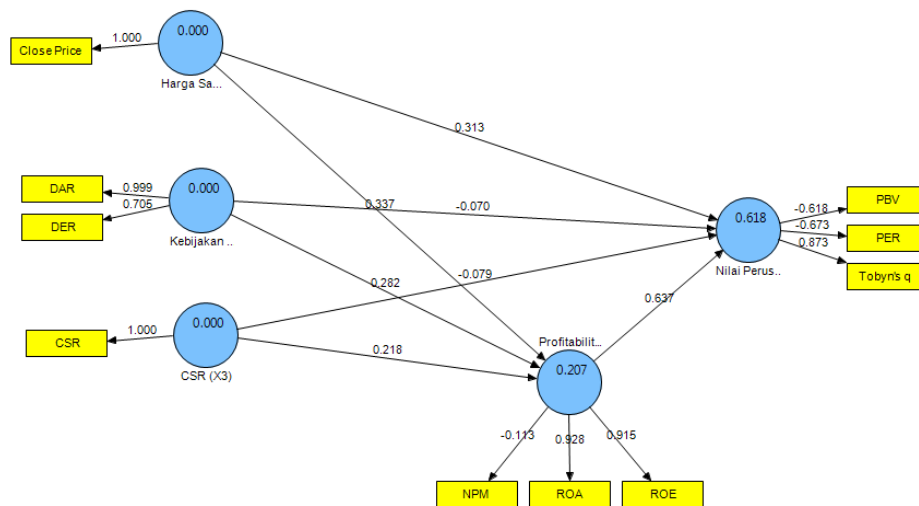 0.000
1.000
Close Price
Harga Sa...
0.313
DAR
0.999
0.000
0.705
DER
Kebijakan ..
0.337
-0.070
0.618
-0.618
PBV
-0.673
PER
0.873
Tobyn's q
Nilai Perus..
-0.079
0.282
0.637
0.000
1.000
CSR
CSR (X3)
0.218
Profitabilit...
0.207
-0.113
0.928
0.915
NPM
ROA
ROE